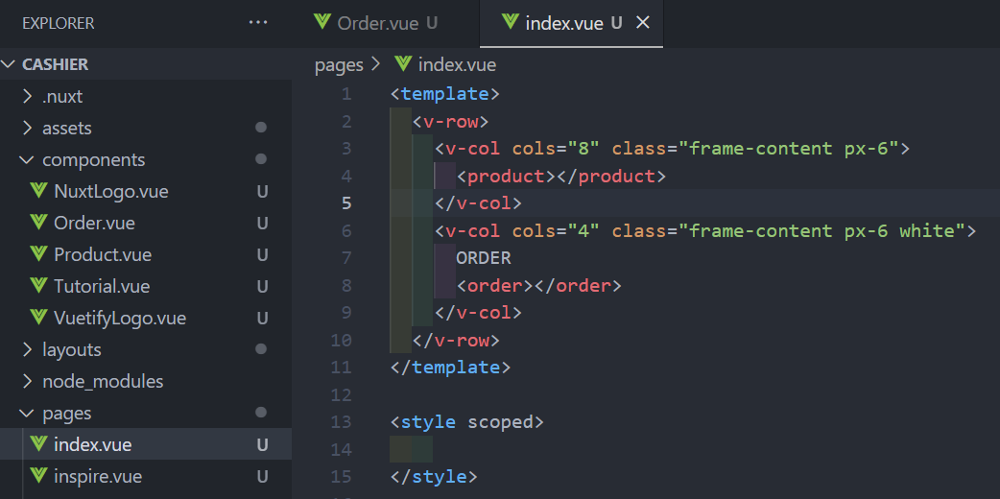 EXPLORER ...
Order.vue U
index.vue U
CASHIER
.nuxt
assets
components
NuxtLogo.vue U
Order.vue U
Product.vue U
Tutorial.vue U
VuetifyLogo.vue U
layouts
node_modules
pages
index.vue U
inspire.vue U
pages > index.vue
1 <template>
2 <v-row>
3 <v-col cols="8" class="frame-content px-6">
4 <product></product>
5 </v-col>
6 <v-col cols="4" class="frame-content px-6 white">
7 ORDER
8 <order></order>
9 </v-col>
10 </v-row>
11 </template>
12
13 <style scoped>
14
15 </style>